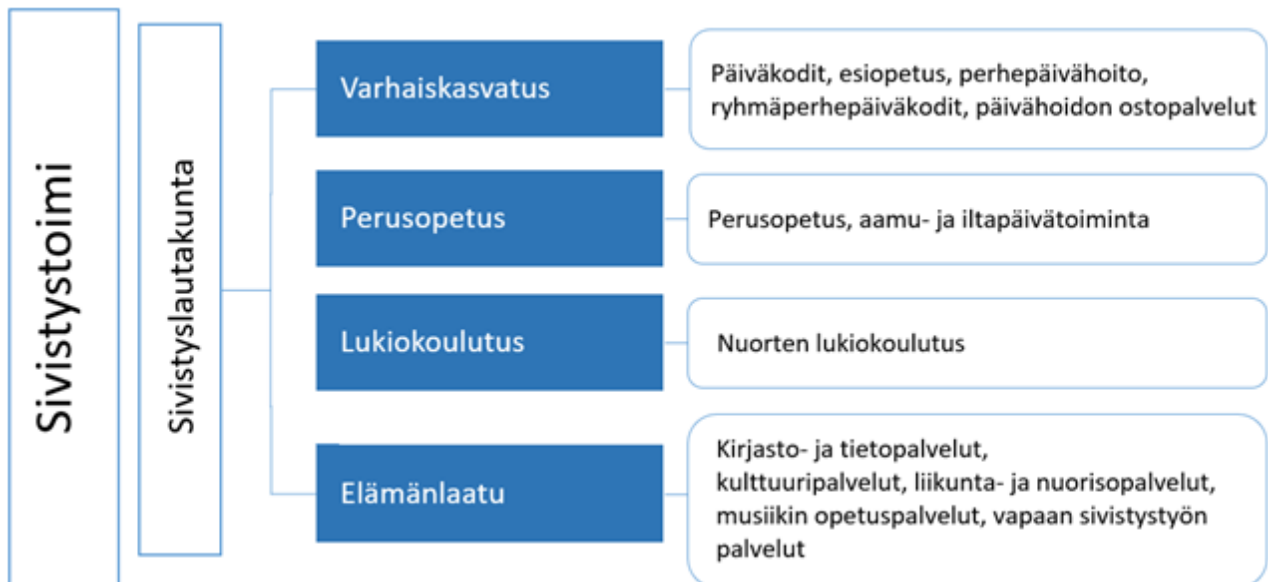 Sivistystoimi
Sivistyslautakunta
Varhaiskasvatus
Päiväkodit, esiopetus, perhepäivähoito,
ryhmäperhepäiväkodit, päivähoidon ostopalvelut
Perusopetus
Perusopetus, aamu- ja iltapäivätoiminta
Lukiokoulutus
Nuorten lukiokoulutus
Elämänlaatu
Kirjasto- ja tietopalvelut,
kulttuuripalvelut, liikunta- ja nuorisopalvelut,
musiikin opetuspalvelut, vapaan sivistystyön
palvelut